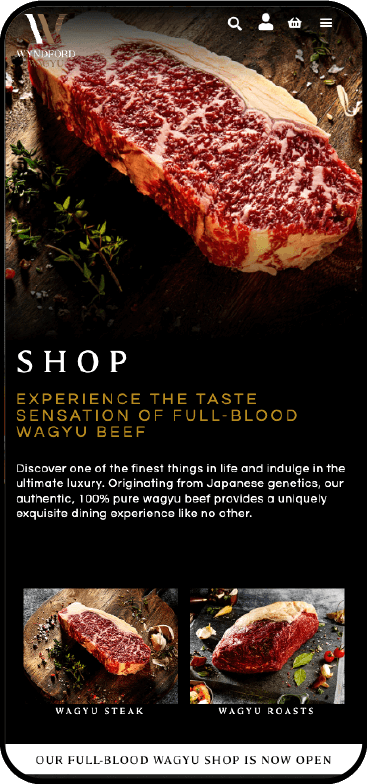 W
WYNDFORD
SHOP
EXPERIENCE THE TASTE
SENSATION OF FULL-BLOOD
WAGYU BEEF
Discover one of the finest things in life and indulge in the
ultimate luxury. Originating from Japanese genetics, our
authentic, 100% pure wagyu beef provides a uniquely
exquisite dining experience like no other.
WAGYU STEAK
WAGYU ROASTS
OUR FULL-BLOOD WAGYU SHOP IS NOW OPEN